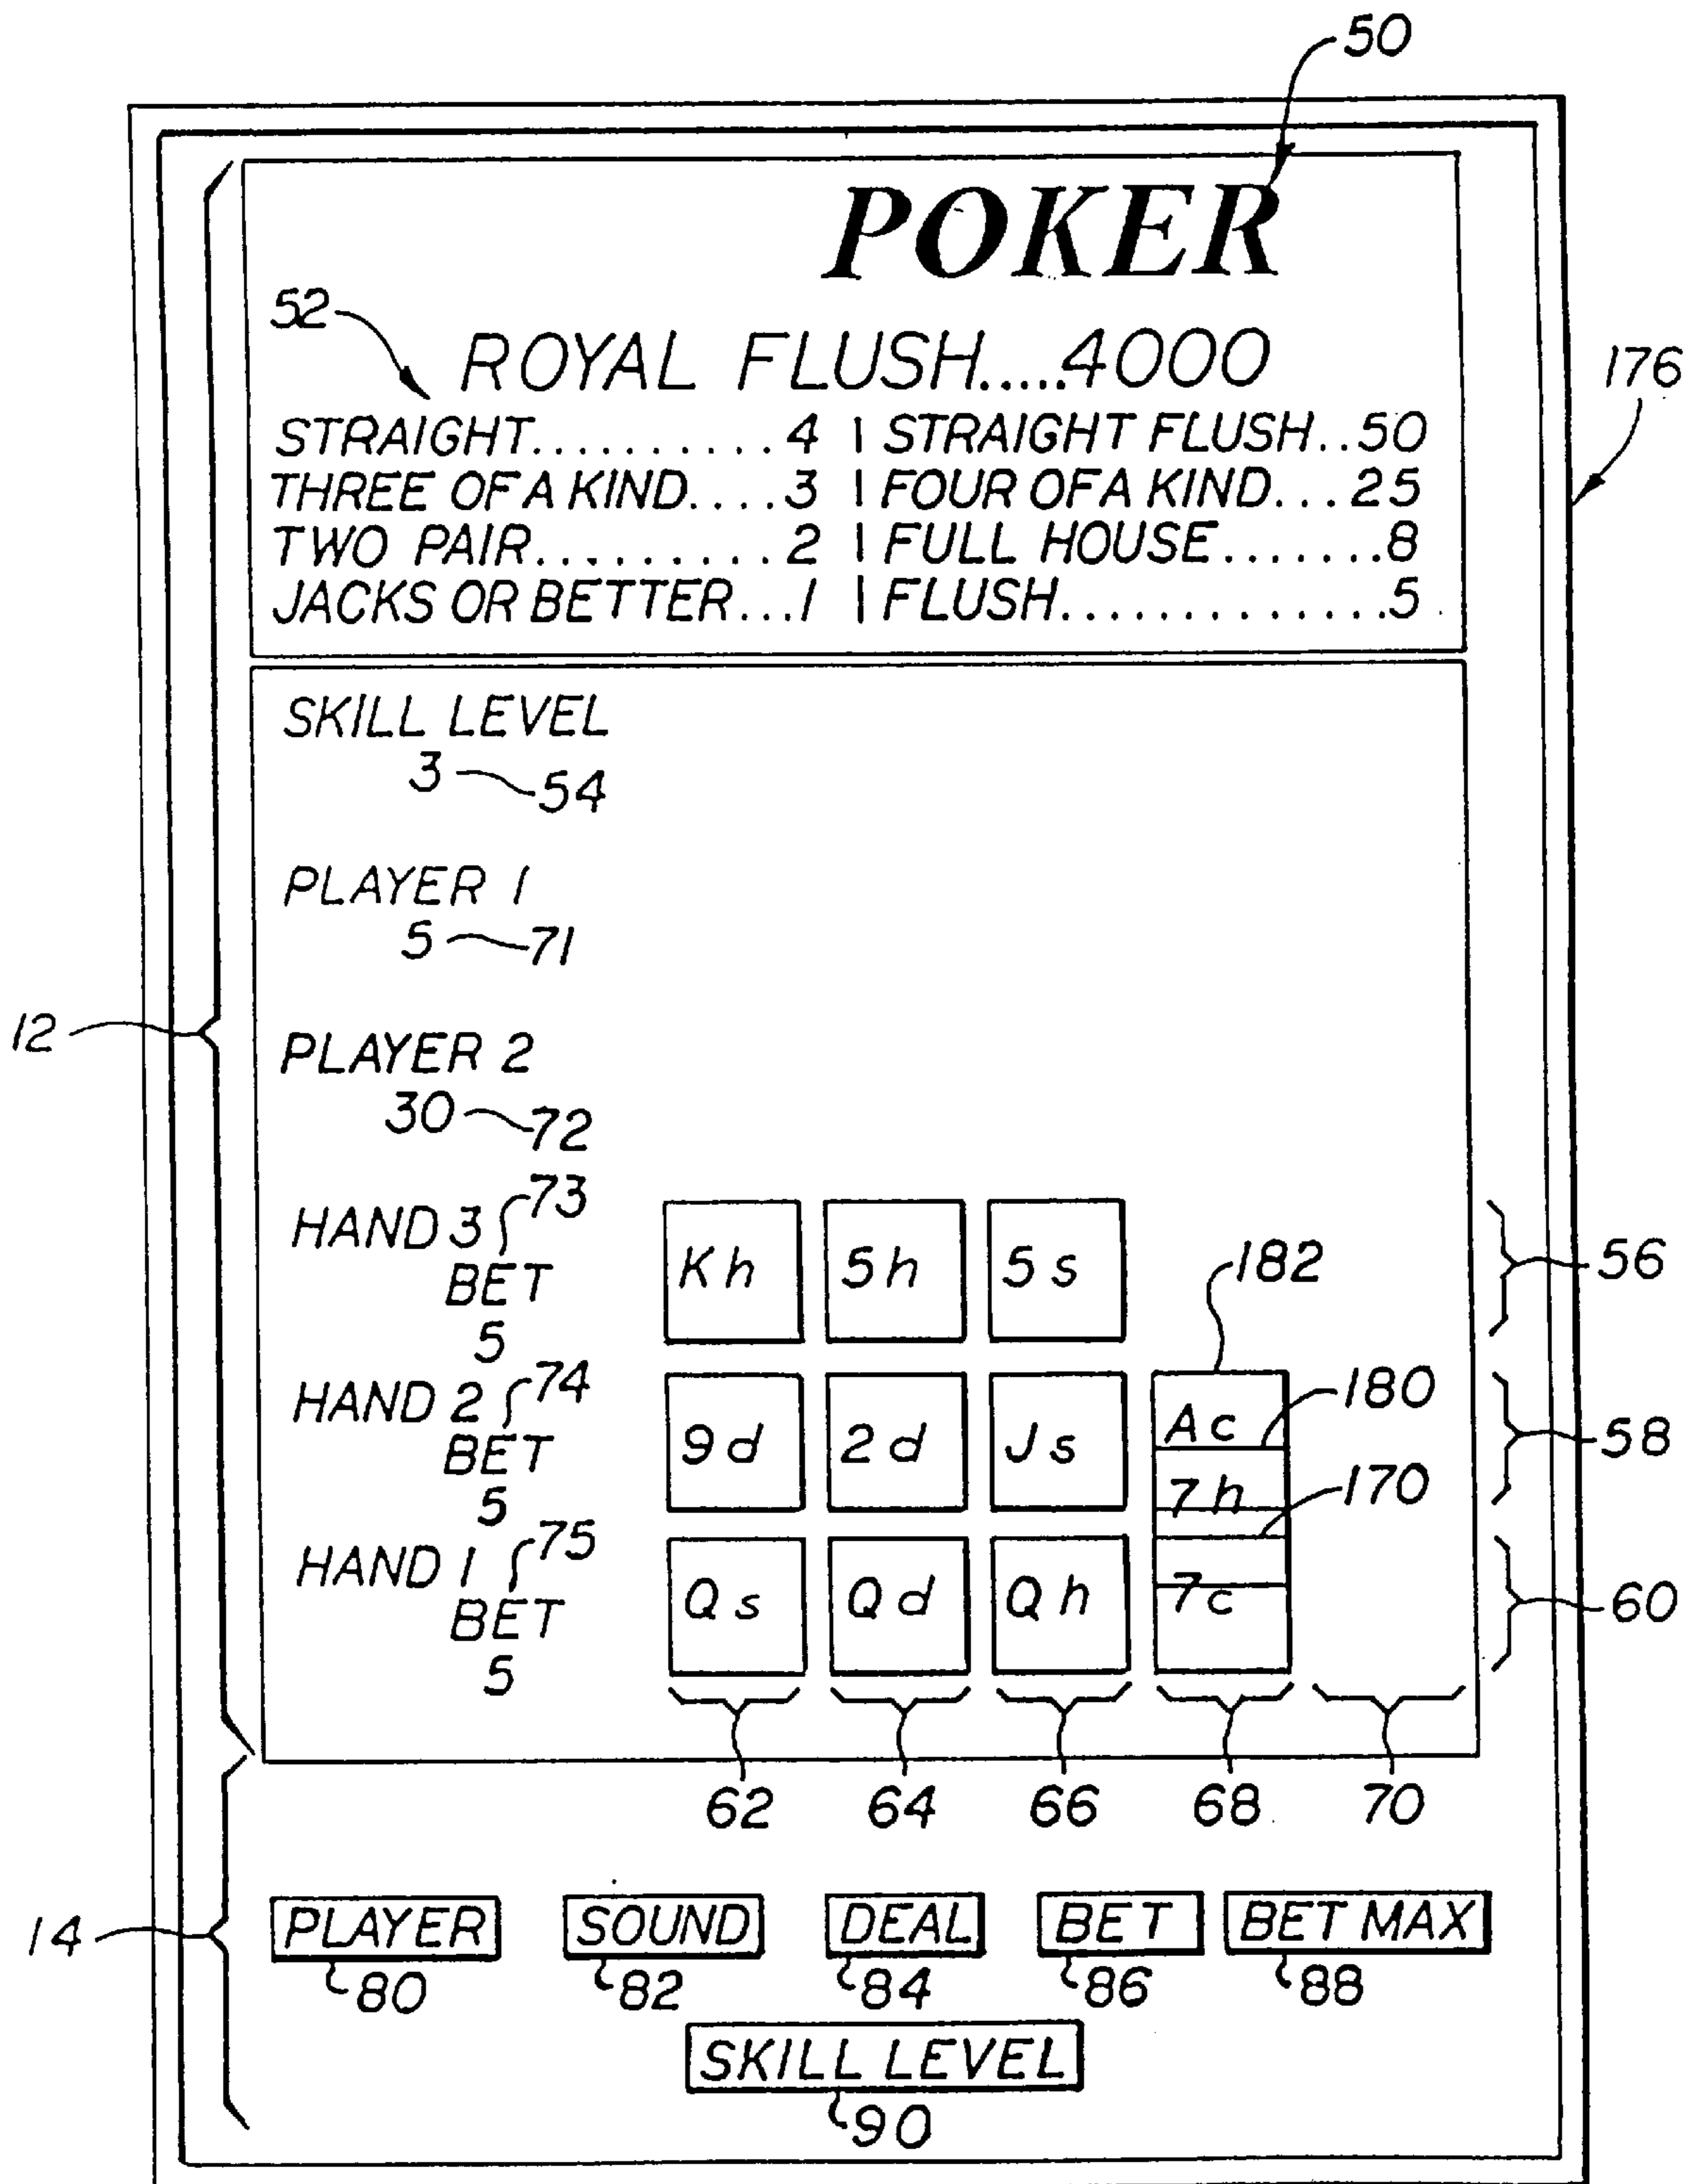 50
POKER
52
ROYAL FLUSH.....4000
176
STRAIGHT..........4 | STRAIGHT FLUSH..50
THREE OF A KIND....3 | FOUR OF A KIND...25
TWO PAIR.........2 | FULL HOUSE.......8
JACKS OR BETTER...1 | FLUSH.............5
SKILL LEVEL
3 54
PLAYER 1
5 71
12
PLAYER 2
30 72
HAND 3 73
BET
5
Kh 5h 5s
182
56
HAND 2 74
BET
5
9d 2d Js Ac
180
58
7h
170
HAND 1 75
BET
5
Qs Qd Qh 7c
60
62 64 66 68 70
14
PLAYER SOUND DEAL BET BET MAX
80 82 84 86 88
SKILL LEVEL
90